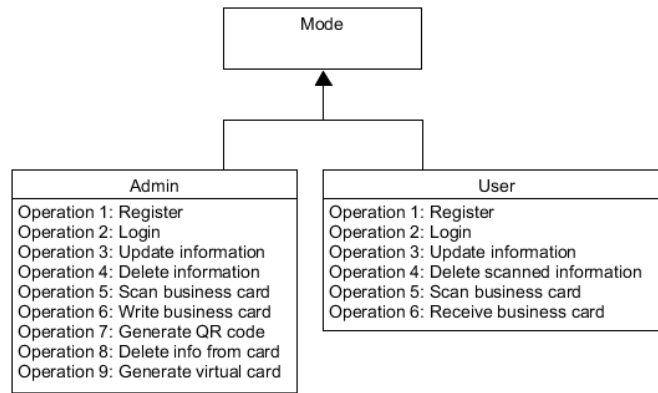 Mode
Admin
Operation 1: Register
Operation 2: Login
Operation 3: Update information
Operation 4: Delete information
Operation 5: Scan business card
Operation 6: Write business card
Operation 7: Generate QR code
Operation 8: Delete info from card
Operation 9: Generate virtual card
User
Operation 1: Register
Operation 2: Login
Operation 3: Update information
Operation 4: Delete scanned information
Operation 5: Scan business card
Operation 6: Receive business card